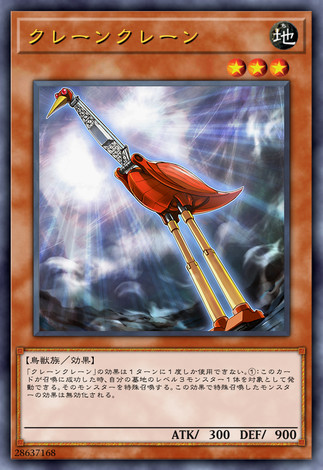 クレーンクレーン
地
【鳥獣族／効果】
「クレーンクレーン」の効果は１ターンに１度しか使用できない。①：このカー
ドが召喚に成功した時、自分の墓地のレベル３モンスター１体を対象として発
動できる。そのモンスターを特殊召喚する。この効果で特殊召喚したモンスタ
ーの効果は無効化される。
ATK/ 300 DEF/ 900
28637168